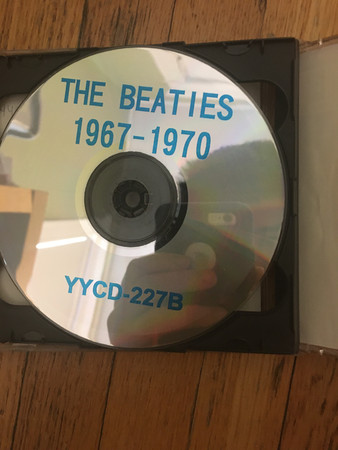 THE BEATIES
1967-1970
YYCD-227B